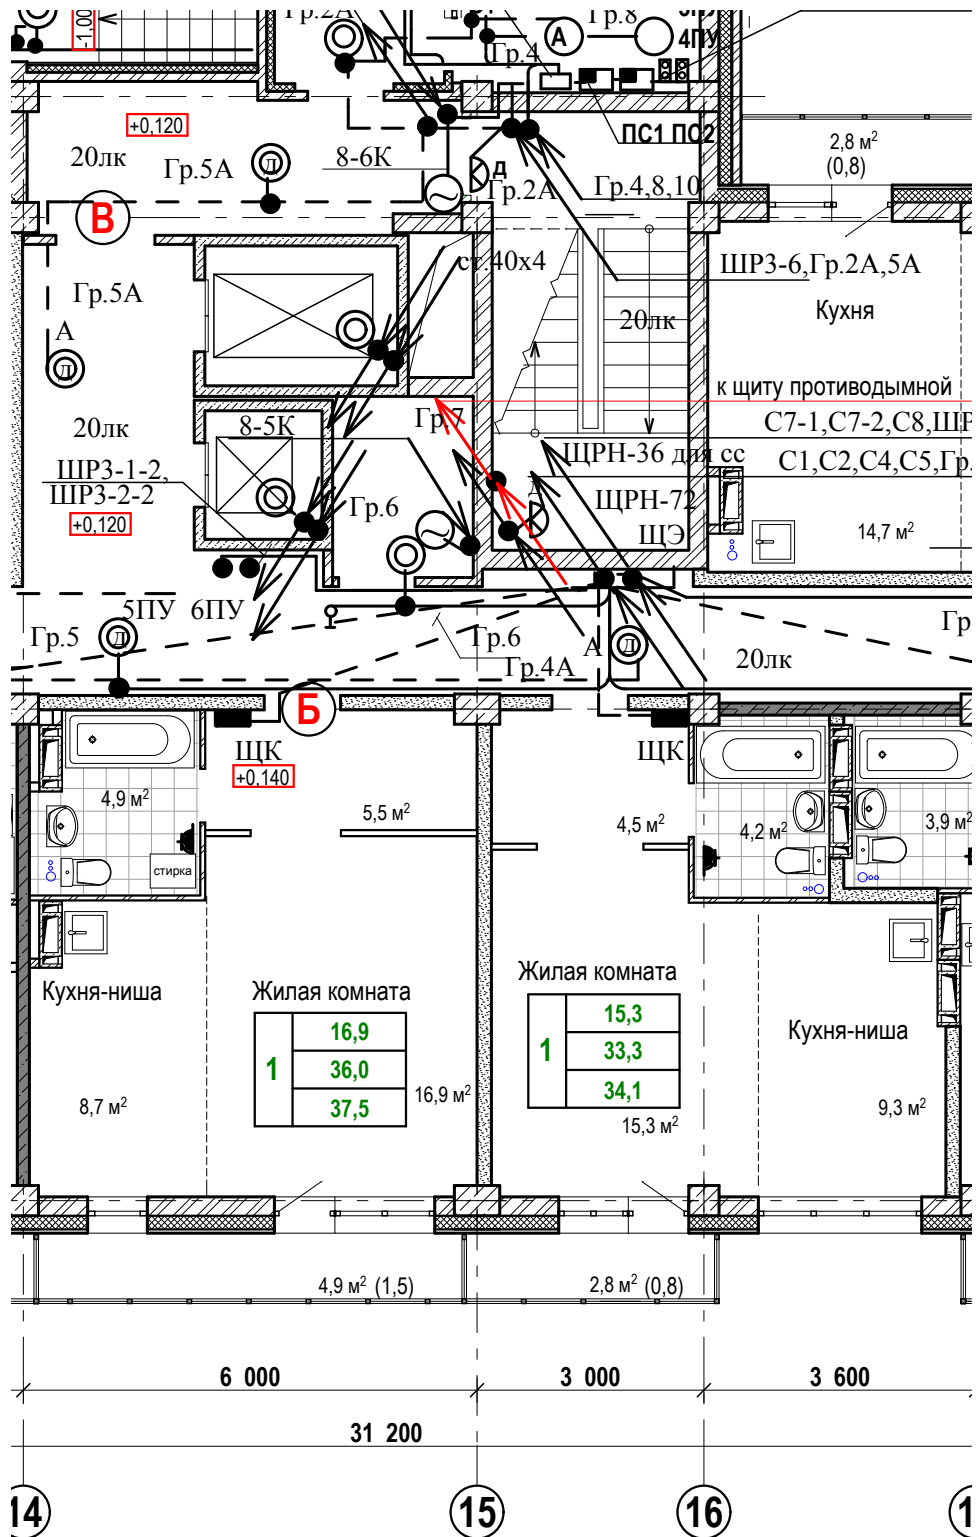 -1,00
Гр.2А
Гр.8
А
4ПУ
Гр.4
+0,120
20лк
Гр.5А
Д
8-6К
Д
Гр.2А
ПС1 ПС2
Гр.4,8,10
2,8 м²
(0,8)
В
Гр.5А
ст.40х4
ШР3-6,Гр.2А,5А
20лк
Кухня
А
Д
к щиту противодымной
20лк
8-5К
Гр.7
С7-1,С7-2,С8,ШР
ЩРН-36 для сс
С1,С2,С4,С5,Гр.
ШР3-1-2,
ШР3-2-2
+0,120
Гр.6
ЩРН-72
ЩЭ
14,7 м²
5ПУ 6ПУ
Гр.5
Д
Гр.6
Гр.4А
А
Д
20лк
Гр
Б
ЩК
+0,140
ЩК
4,9 м²
5,5 м²
4,5 м²
4,2 м²
3,9 м²
стирка
Кухня-ниша
Жилая комната
Жилая комната
Кухня-ниша
1
16,9
36,0
37,5
1
15,3
33,3
34,1
8,7 м²
16,9 м²
15,3 м²
9,3 м²
4,9 м² (1,5)
2,8 м² (0,8)
6 000
3 000
3 600
31 200
14
15
16